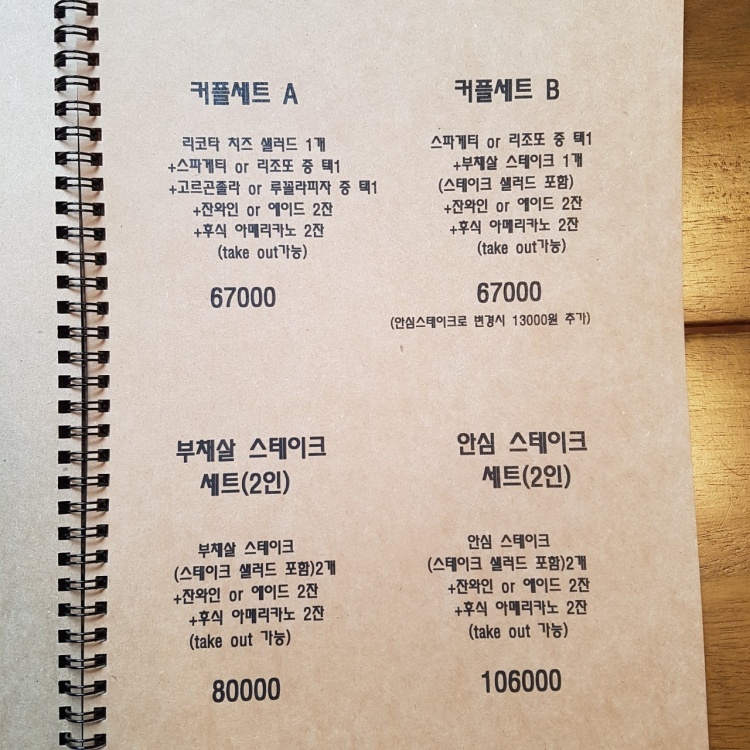 커플세트 A
리코타 치즈 샐러드 1개
+스파게티 or 리조또 중 택1
+고르곤졸라 or 루꼴라피자 중 택1
+잔와인 or 에이드 2잔
+후식 아메리카노 2잔
(take out가능)
67000
커플세트 B
스파게티 or 리조또 중 택1
+부채살 스테이크 1개
(스테이크 샐러드 포함)
+잔와인 or 에이드 2잔
+후식 아메리카노 2잔
(take out가능)
67000
(안심스테이크로 변경시 13000원 추가)
부채살 스테이크
세트(2인)
부채살 스테이크
(스테이크 샐러드 포함)2개
+잔와인 or 에이드 2잔
+후식 아메리카노 2잔
(take out 가능)
80000
안심 스테이크
세트(2인)
안심 스테이크
(스테이크 샐러드 포함)2개
+잔와인 or 에이드 2잔
+후식 아메리카노 2잔
(take out 가능)
106000